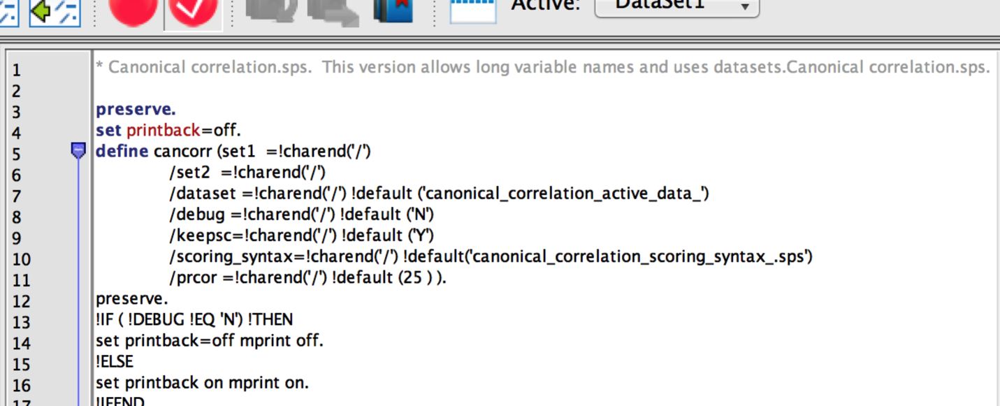 Active: DataSet1
1 * Canonical correlation.sps.  This version allows long variable names and uses datasets.Canonical correlation.sps.
2
3 preserve.
4 set printback=off.
5 define cancorr (set1  =!charend('/')
6 /set2  =!charend('/')
7 /dataset =!charend('/') !default ('canonical_correlation_active_data_')
8 /debug =!charend('/') !default ('N')
9 /keepsc=!charend('/') !default ('Y')
10 /scoring_syntax=!charend('/') !default('canonical_correlation_scoring_syntax_.sps')
11 /prcor =!charend('/') !default (25 ) ).
12 preserve.
13 !IF ( !DEBUG !EQ 'N') !THEN
14 set printback=off mprint off.
15 !ELSE
16 set printback on mprint on.
17 !IFEND